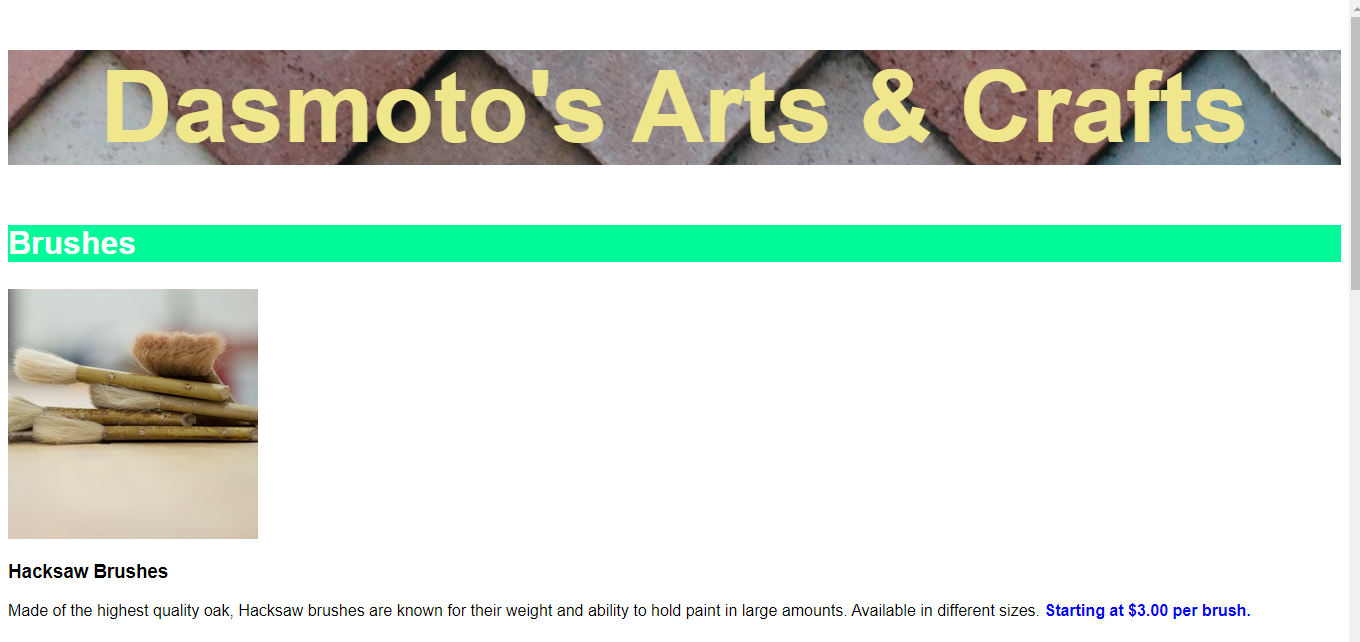 Dasmoto's Arts & Crafts
Brushes
Hacksaw Brushes
Made of the highest quality oak, Hacksaw brushes are known for their weight and ability to hold paint in large amounts. Available in different sizes. Starting at $3.00 per brush.